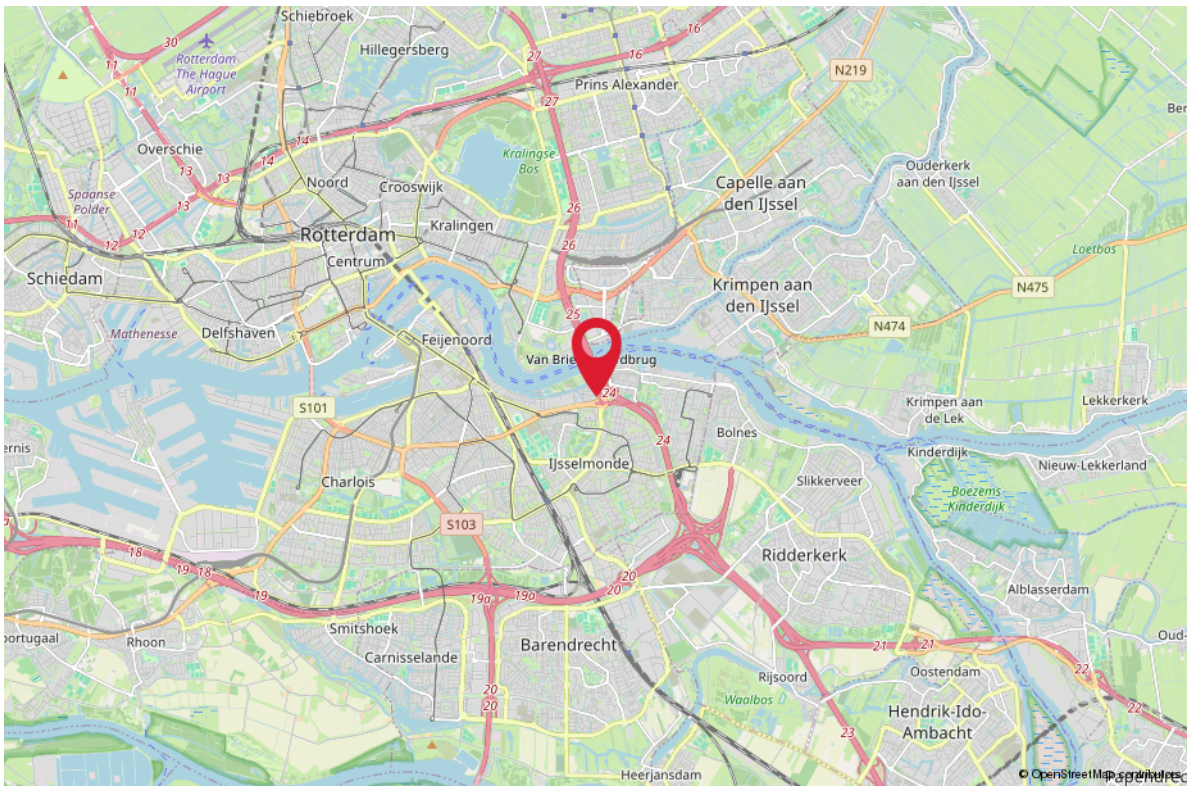 Schiebroek
30
Hillegersberg
27
16
16
11
Rotterdam
The Hague
Airport
N219
Prins Alexander
11
27
14
Overschie
Kralingse
Bos
Ouderkerk
aan den IJssel
13
14
13
Noord
Crooswijk
Capelle aan
den IJssel
Spaanse
Polder
13
26
11
12
Rotterdam
Kralingen
26
Loetbos
Centrum
Schiedam
Krimpen aan
den IJssel
N475
25
Mathenesse
Delfshaven
Feijenoord
N474
24
S101
Krimpen aan
de Lek
Lekkerkerk
24
Bolnes
Kinderdijk
IJsselmonde
Nieuw-Lekkerland
Charlois
Slikkerveer
Boezems
Kinderdijk
S103
18
19
18
Ridderkerk
20
19
19a
19a
20
Alblasserdam
Smitshoek
Rhoon
Barendrecht
21
21
Carnisselande
22
Rijsoord
Oostendam
20
20
Waalbos
22
Hendrik-Ido-
Ambacht
23
Heerjansdam
© OpenStreetMap contributors